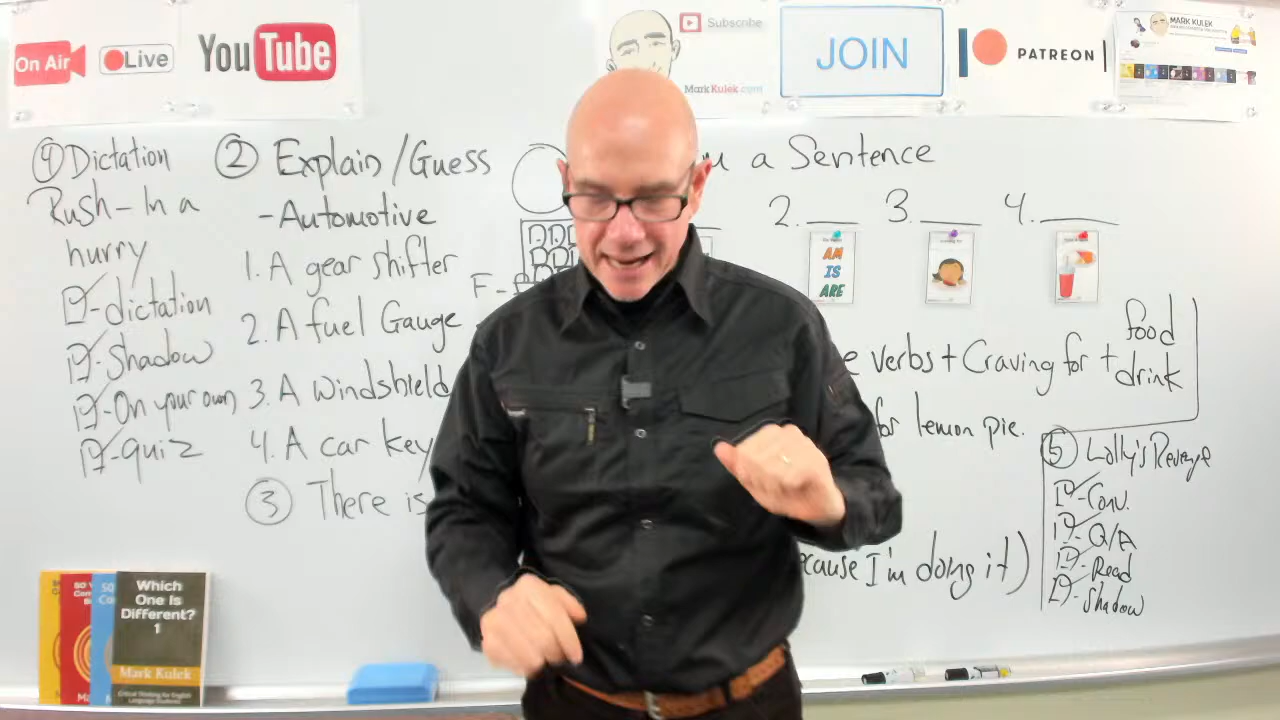 On Air
Live
YouTube
Subscribe
MarkKulek.com
JOIN
PATREON
MARK KULEK
① Dictation
Rush - In a
hurry
- dictation
- Shadow
- On your own
- quiz
② Explain/Guess
- Automotive
1. A gear shifter
2. A fuel Gauge
3. A Windshield
4. A car key
③ There is
a Sentence
2.
3.
4.
F -
AM
IS
ARE
verbs + Craving for +
food
drink
for lemon pie.
cause I'm doing it)
⑤ Lolly's Revenge
- Conv.
- Q/A
- Read
- Shadow
Which
One Is
Different?
1
Mark Kulek
Critical Thinking for English
Language Students